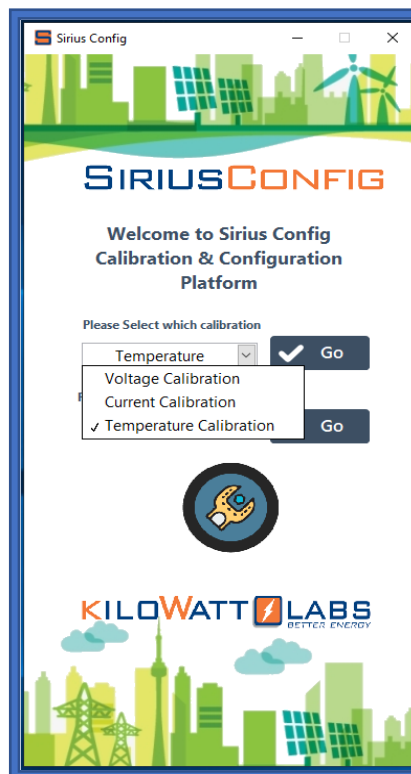 Sirius Config
SIRIUSCONFIG
Welcome to Sirius Config
Calibration & Configuration
Platform
Please Select which calibration
Temperature
Go
Voltage Calibration
Current Calibration
Temperature Calibration
Go
KILOWATT LABS
BETTER ENERGY